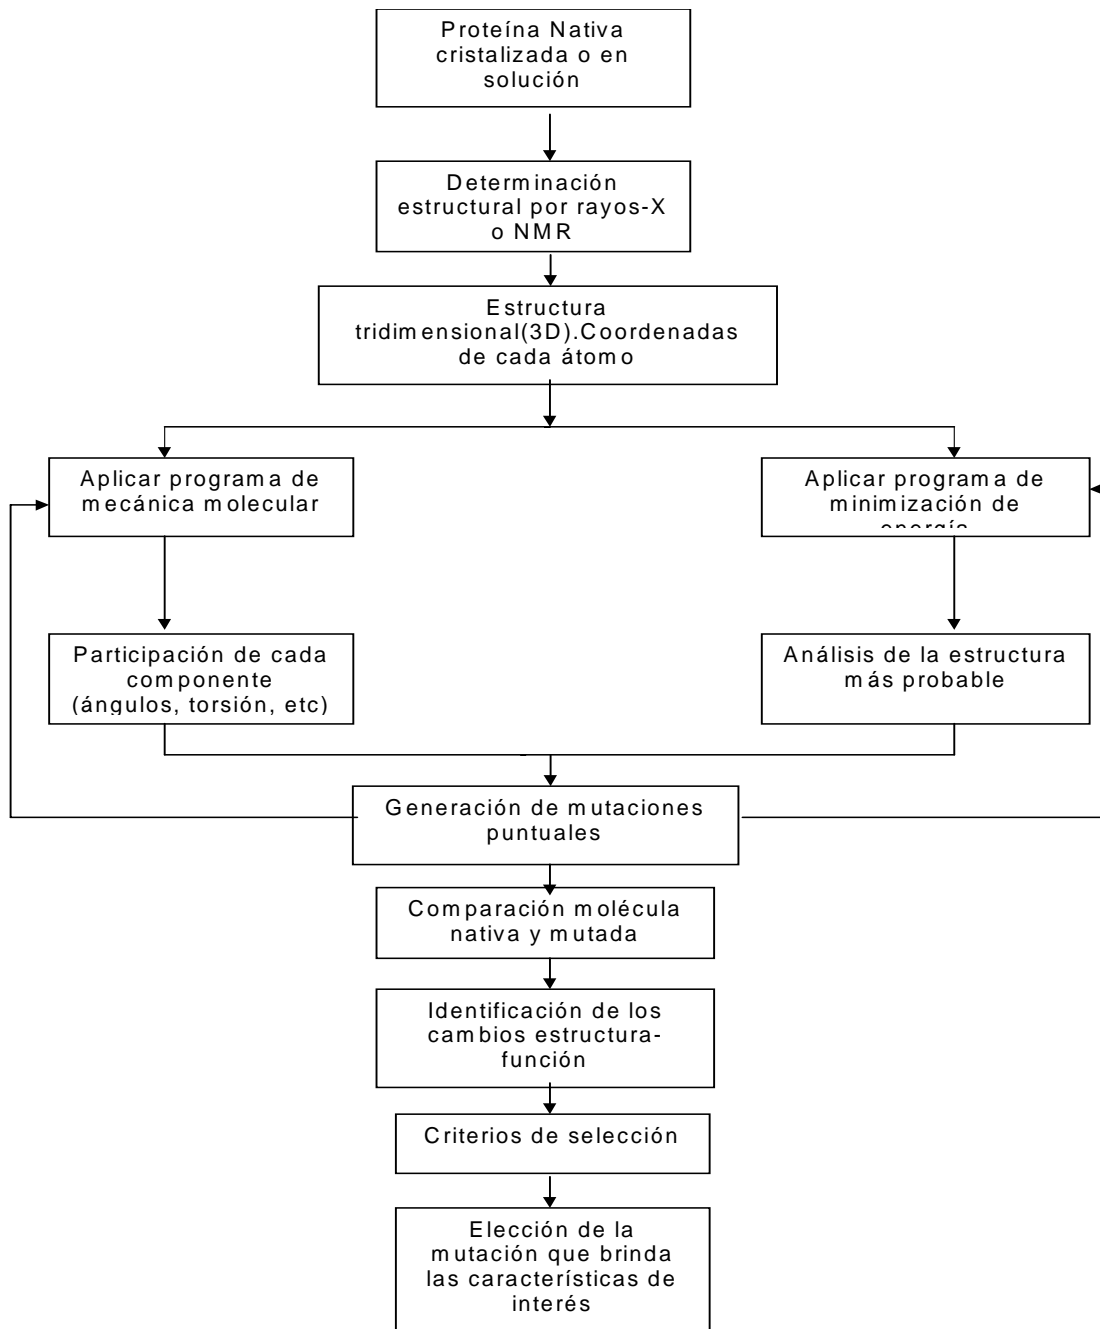 Proteína Nativa
cristalizada o en
solución
Determinación
estructural por rayos-X
o NMR
Estructura
tridimensional(3D).Coordenadas
de cada átomo
Aplicar programa de
mecánica molecular
Aplicar programa de
minimización de
energía
Participación de cada
componente
(ángulos, torsión, etc)
Análisis de la estructura
más probable
Generación de mutaciones
puntuales
Comparación molécula
nativa y mutada
Identificación de los
cambios estructura-
función
Criterios de selección
Elección de la
mutación que brinda
las característísticas de
interés